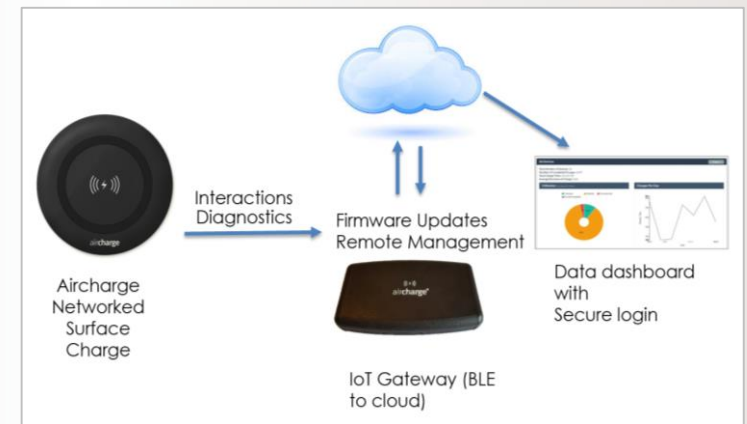 aircharge
Aircharge
Networked
Surface
Charge
Interactions
Diagnostics
Firmware Updates
Remote Management
aircharge
IoT Gateway (BLE
to cloud)
Data dashboard
with
Secure login